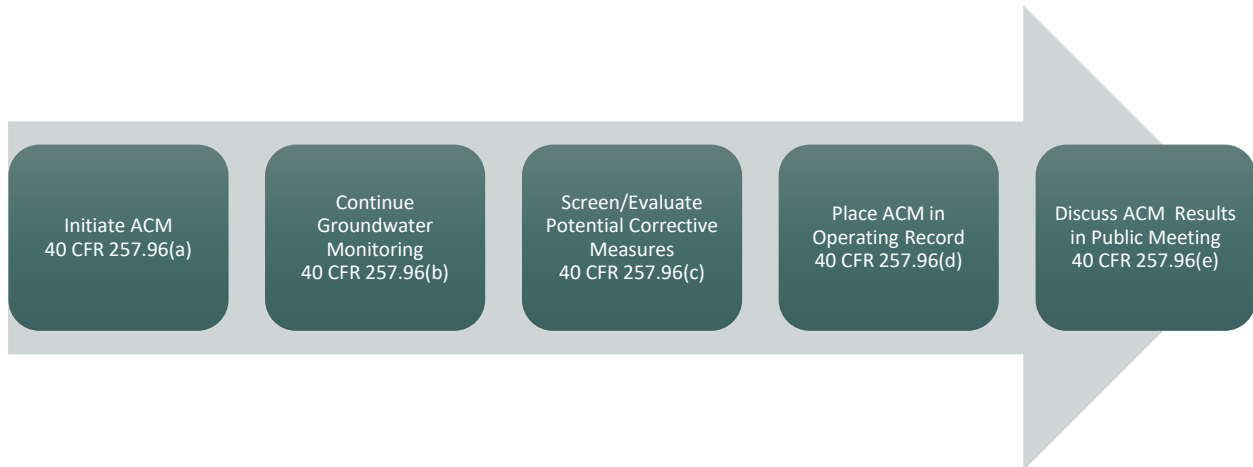 Initiate ACM
40 CFR 257.96(a)
Continue
Groundwater
Monitoring
40 CFR 257.96(b)
Screen/Evaluate
Potential Corrective
Measures
40 CFR 257.96(c)
Place ACM in
Operating Record
40 CFR 257.96(d)
Discuss ACM  Results
in Public Meeting
40 CFR 257.96(e)